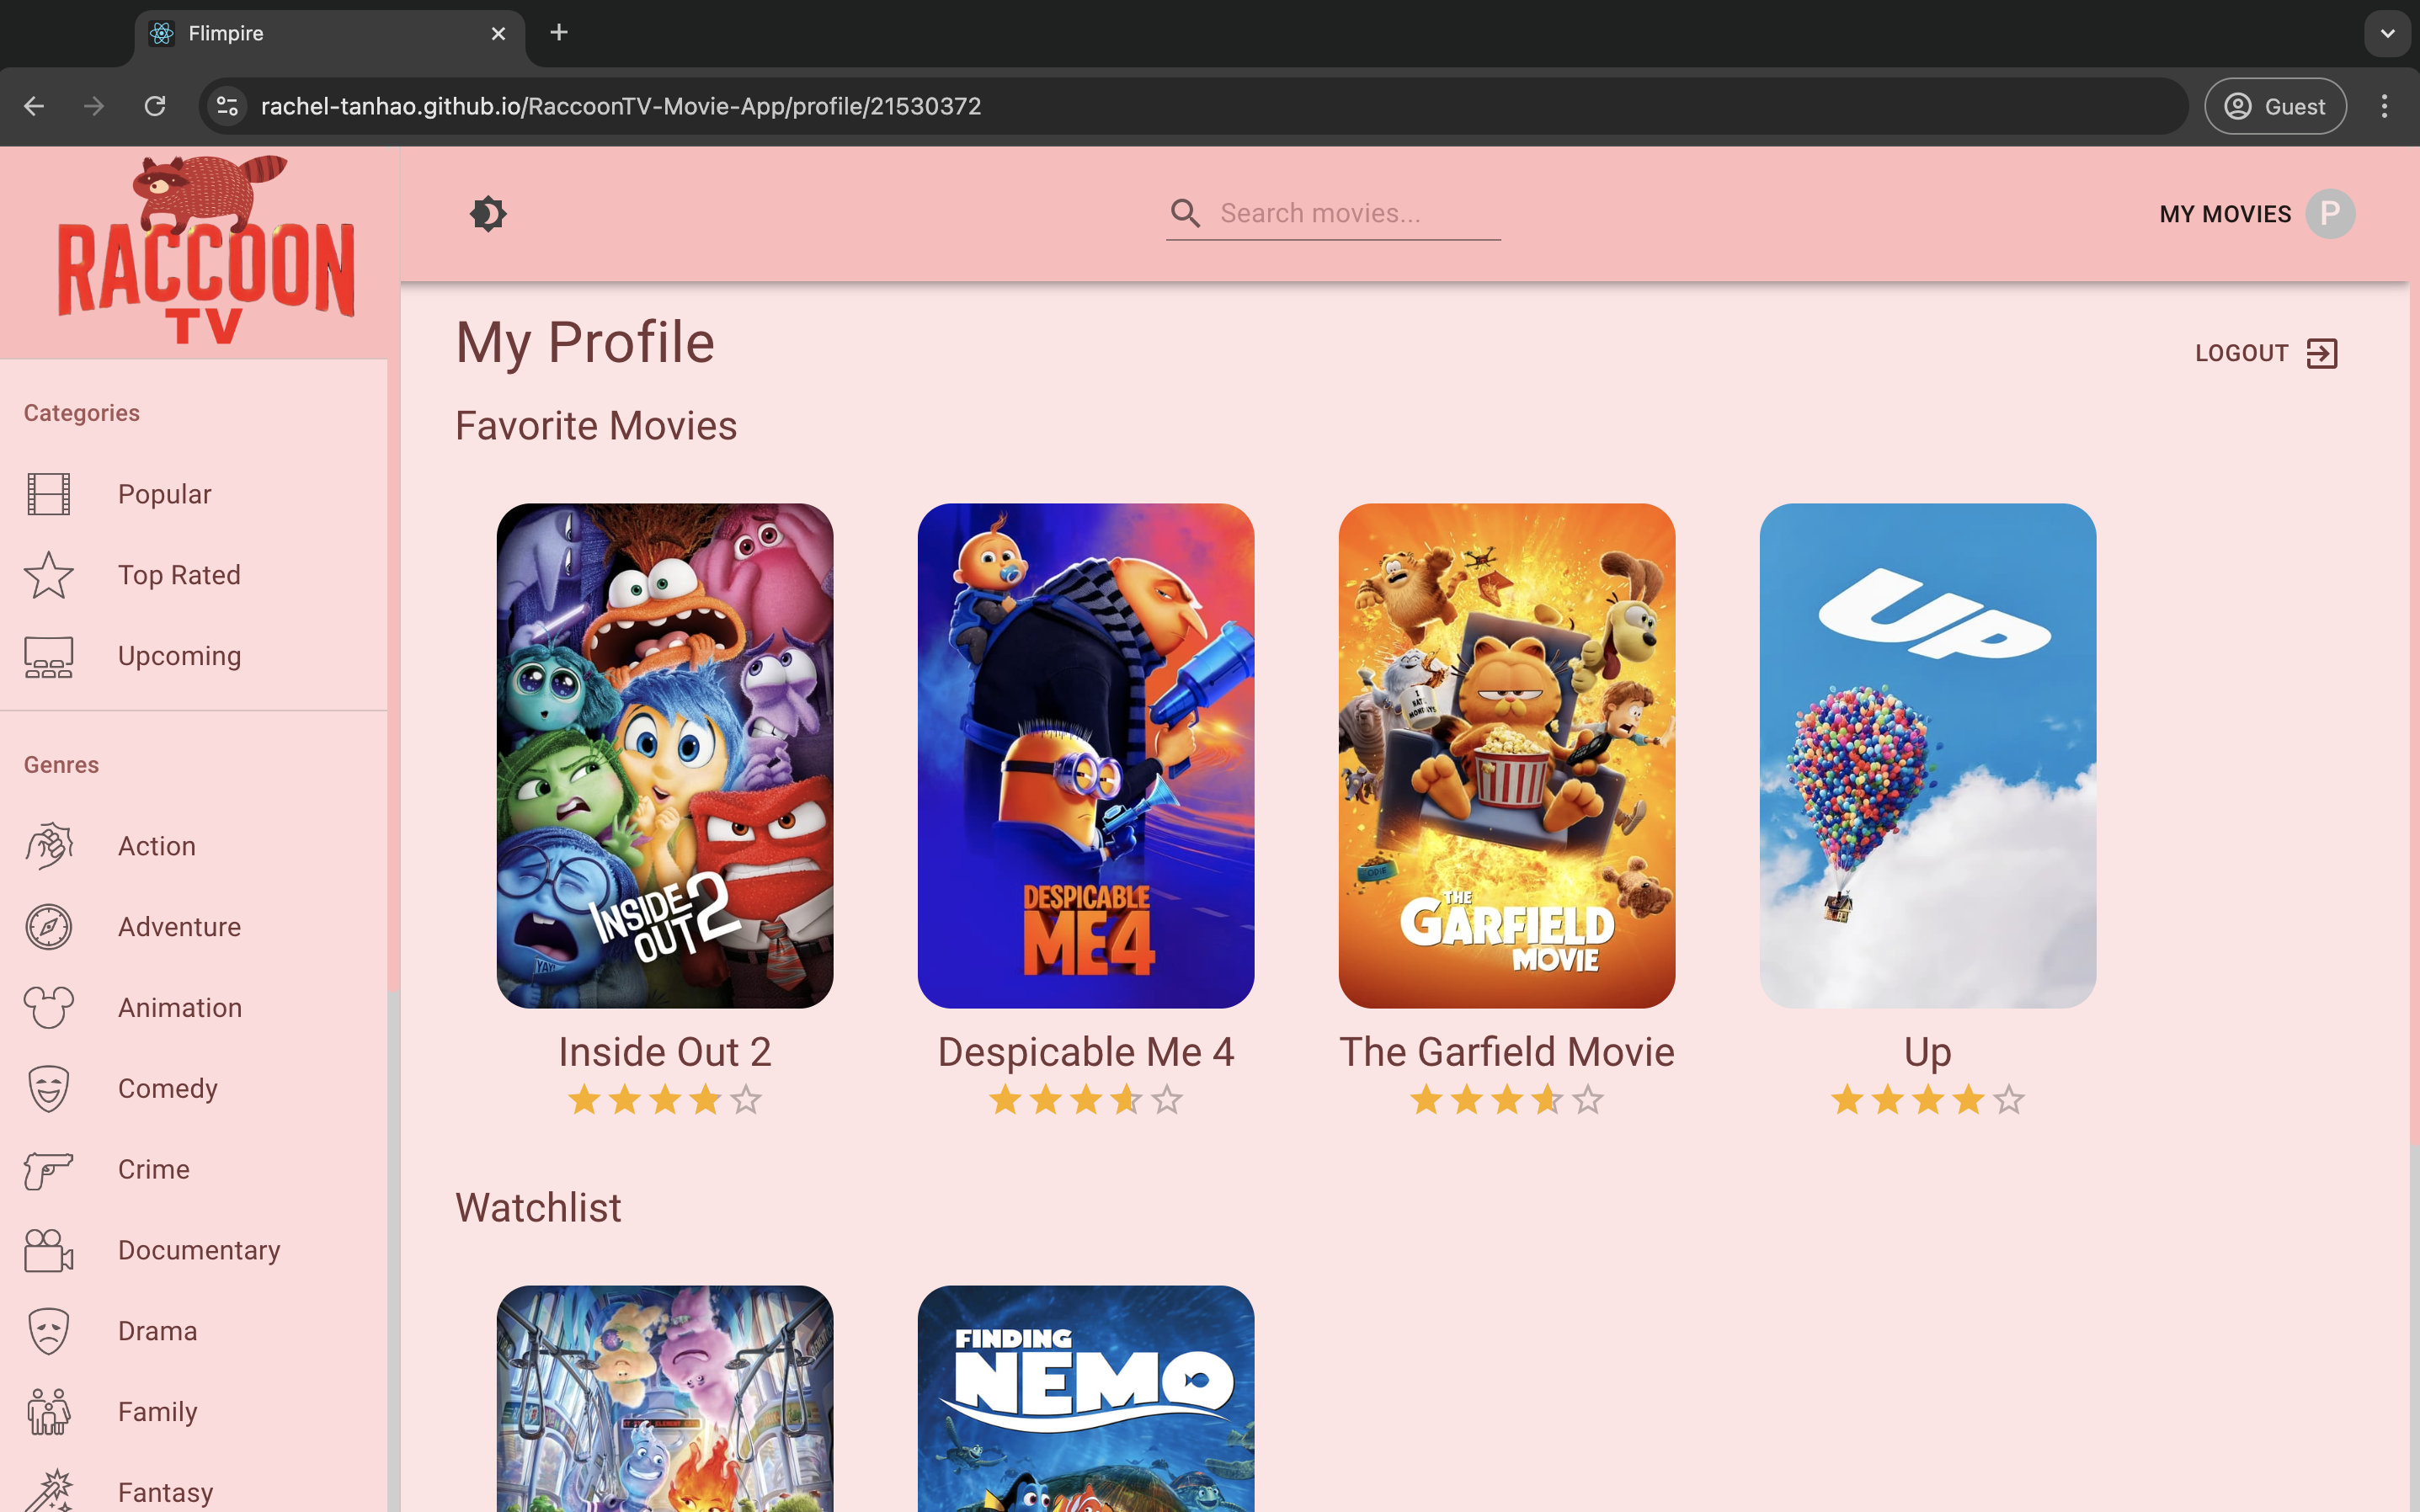 Flimpire
rachel-tanhao.github.io/RaccoonTV-Movie-App/profile/21530372
Guest
RACCOON
TV
Search movies...
MY MOVIES
P
My Profile
LOGOUT
Categories
Popular
Top Rated
Upcoming
Genres
Action
Adventure
Animation
Comedy
Crime
Documentary
Drama
Family
Fantasy
Favorite Movies
YAY!
INSIDE
OUT 2
DESPICABLE
ME 4
ODIE
THE
GARFIELD
MOVIE
UP
Inside Out 2
Despicable Me 4
The Garfield Movie
Up
Watchlist
FINDING
NEMO